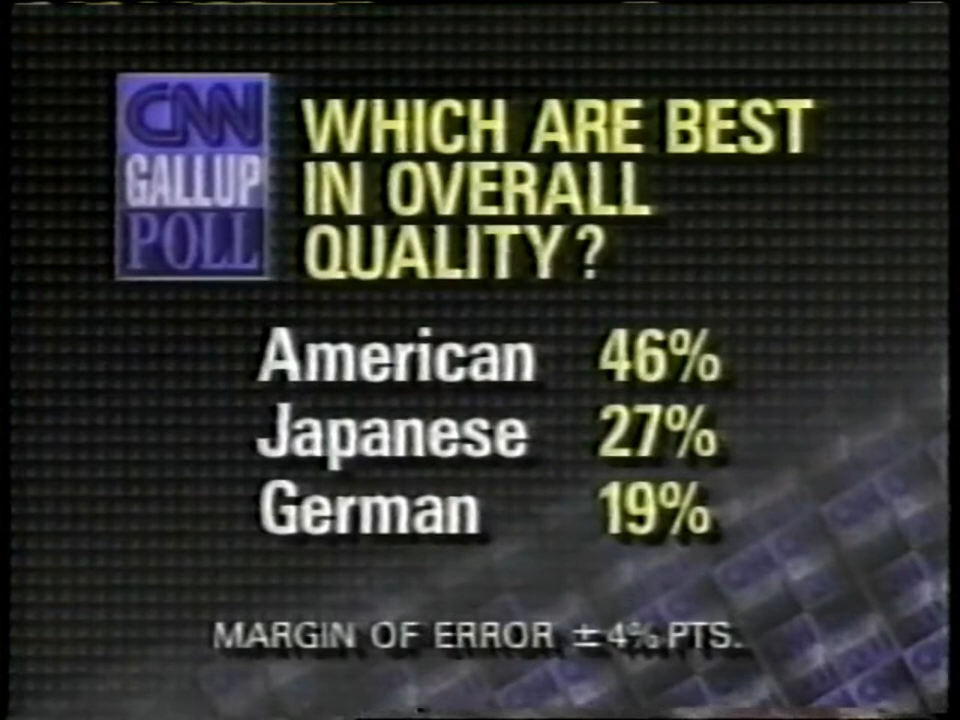 CNN
GALLUP
POLL
WHICH ARE BEST
IN OVERALL
QUALITY?
American 46%
Japanese 27%
German 19%
MARGIN OF ERROR ±4% PTS.